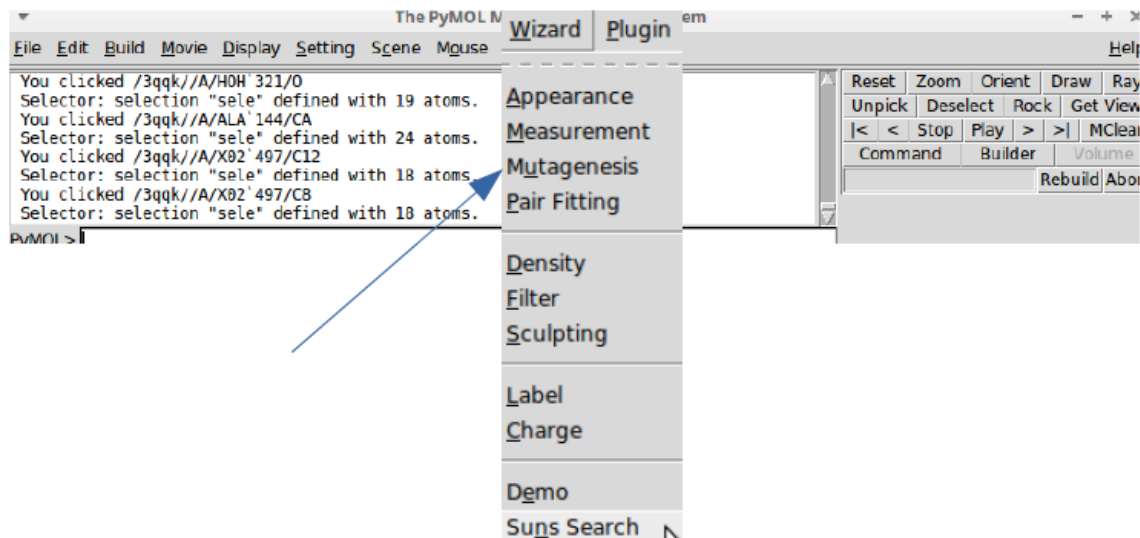 The PyMOL M
em
File Edit Build Movie Display Setting Scene Mouse
Wizard Plugin
Help
You clicked /3qqk//A/HOH`321/O
Selector: selection "sele" defined with 19 atoms.
You clicked /3qqk//A/ALA`144/CA
Selector: selection "sele" defined with 24 atoms.
You clicked /3qqk//A/X02`497/C12
Selector: selection "sele" defined with 18 atoms.
You clicked /3qqk//A/X02`497/C8
Selector: selection "sele" defined with 18 atoms.
PyMOL>
Appearance
Measurement
Mutagenesis
Pair Fitting
Density
Filter
Sculpting
Label
Charge
Demo
Suns Search
Reset Zoom Orient Draw Ray
Unpick Deselect Rock Get View
|< < Stop Play > >| MClear
Command Builder Volume
Rebuild Abor